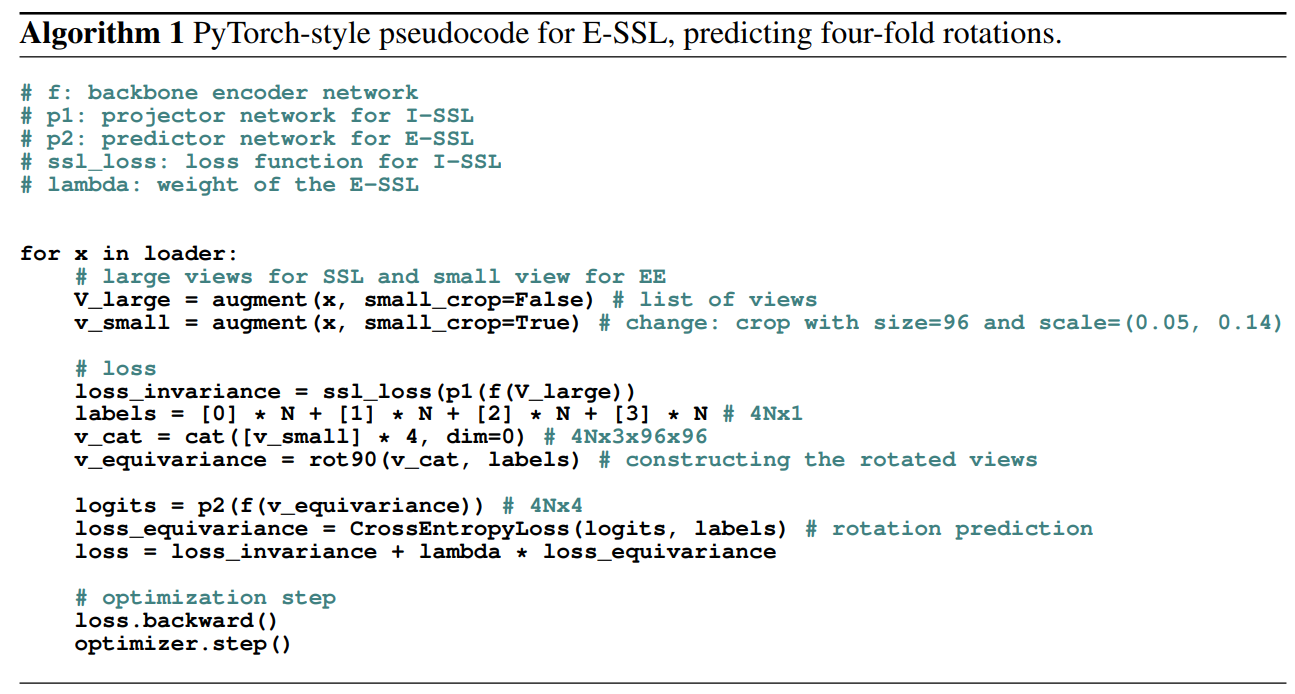 Algorithm 1 PyTorch-style pseudocode for E-SSL, predicting four-fold rotations.
# f: backbone encoder network
# p1: projector network for I-SSL
# p2: predictor network for E-SSL
# ssl_loss: loss function for I-SSL
# lambda: weight of the E-SSL
for x in loader:
    # large views for SSL and small view for EE
    V_large = augment(x, small_crop=False) # list of views
    v_small = augment(x, small_crop=True) # change: crop with size=96 and scale=(0.05, 0.14)
    # loss
    loss_invariance = ssl_loss(p1(f(V_large))
    labels = [0] * N + [1] * N + [2] * N + [3] * N # 4Nx1
    v_cat = cat([v_small] * 4, dim=0) # 4Nx3x96x96
    v_equivariance = rot90(v_cat, labels) # constructing the rotated views
    logits = p2(f(v_equivariance)) # 4Nx4
    loss_equivariance = CrossEntropyLoss(logits, labels) # rotation prediction
    loss = loss_invariance + lambda * loss_equivariance
    # optimization step
    loss.backward()
    optimizer.step()